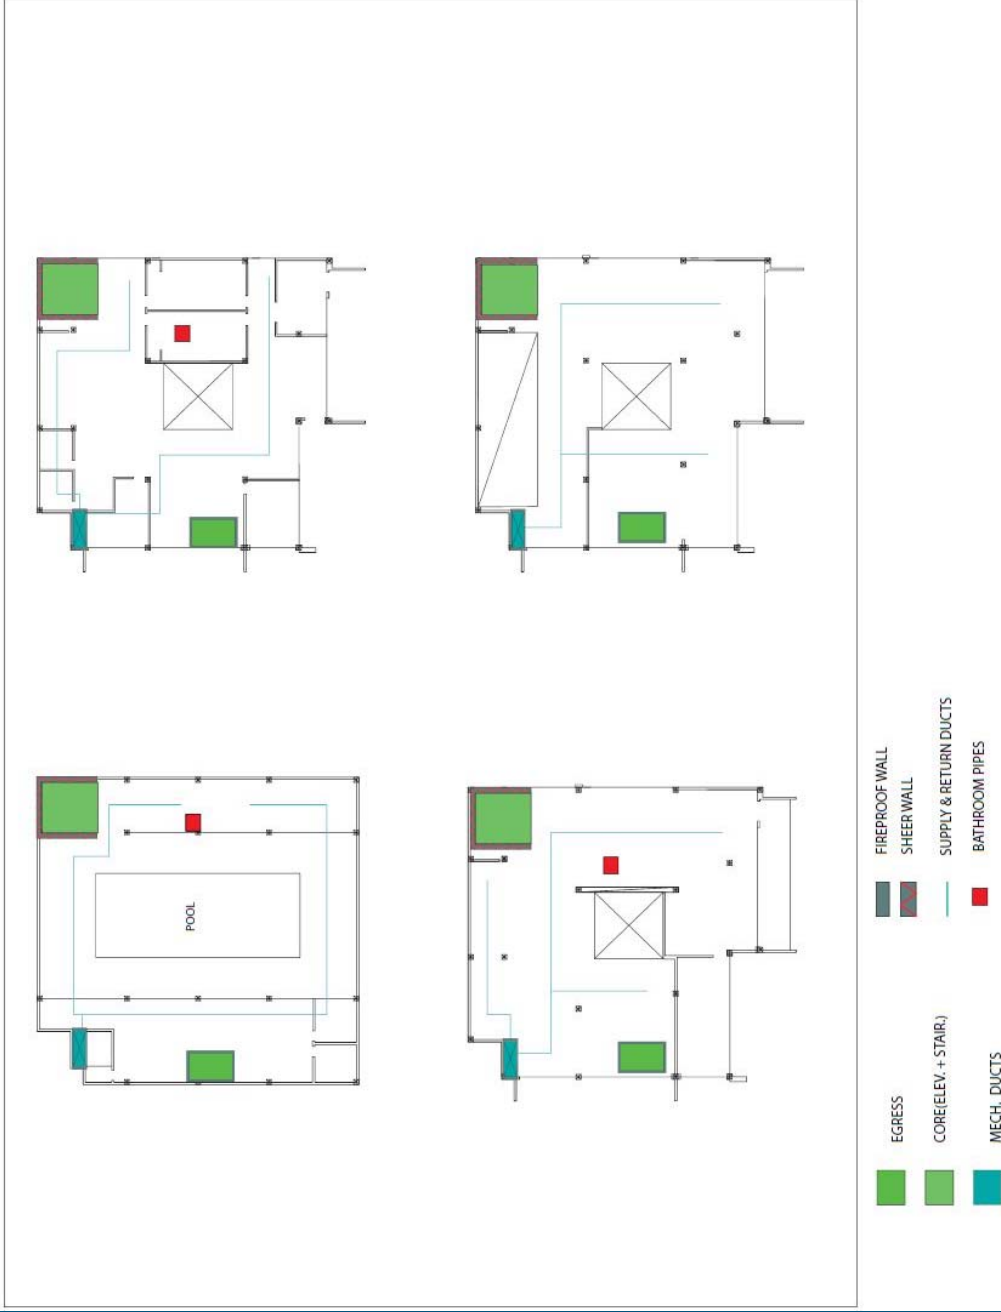 POOL
EGRESS
CORE(ELEV. + STAIR.)
MECH. DUCTS
FIREPROOF WALL
SHEER WALL
SUPPLY & RETURN DUCTS
BATHROOM PIPES